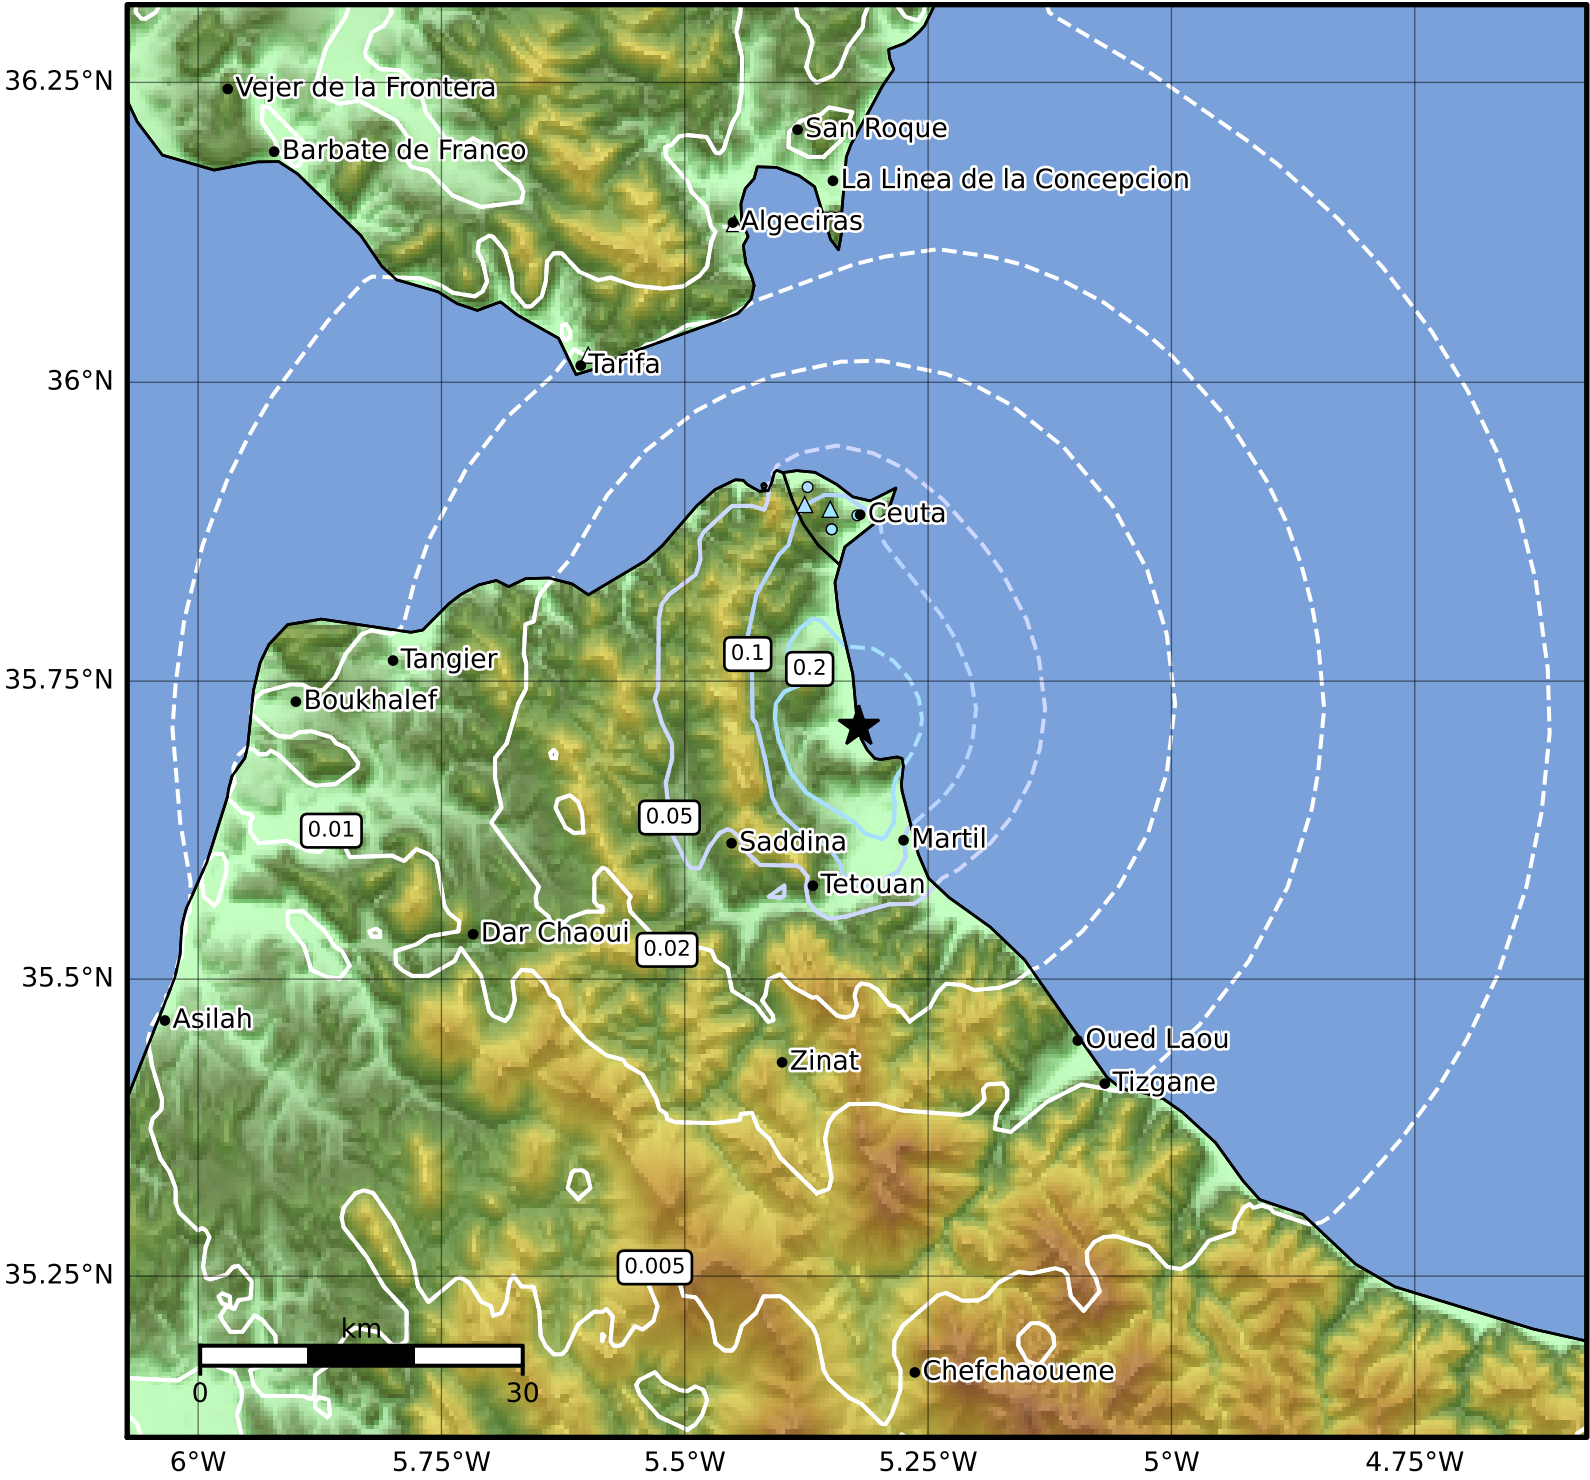 36.25°N
Vejer de la Frontera
San Roque
Barbate de Franco
La Linea de la Concepcion
Algeciras
36°N
Tarifa
Ceuta
0.1
0.2
35.75°N
Tangier
Boukhalef
0.05
0.01
Saddina
Martil
Tetouan
Dar Chaoui
0.02
35.5°N
Asilah
Oued Laou
Zinat
Tizgane
0.005
35.25°N
km
0
30
Chefchaouene
6°W
5.75°W
5.5°W
5.25°W
5°W
4.75°W